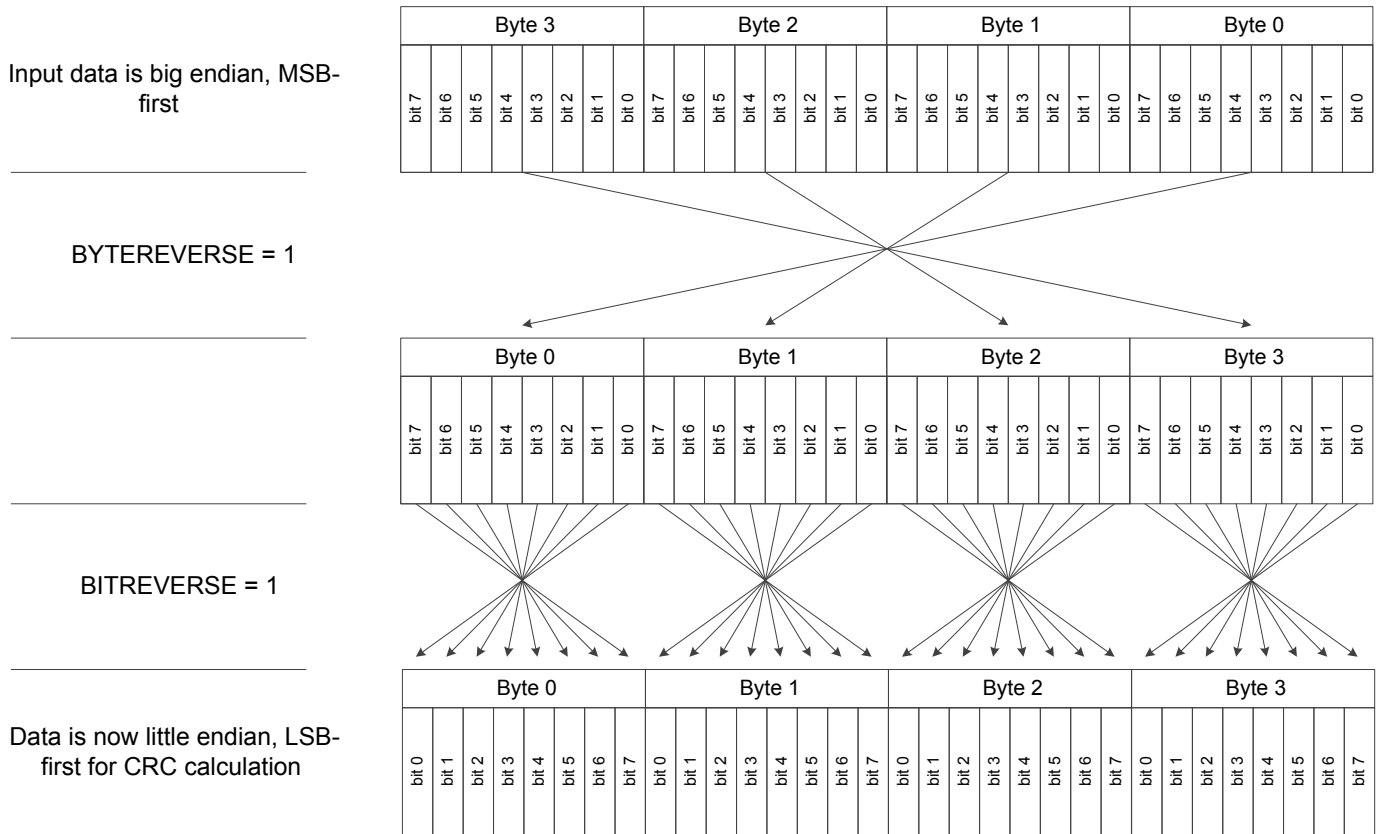 Byte 3 Byte 2 Byte 1 Byte 0
Input data is big endian, MSB-
first
bit 7 bit 6 bit 5 bit 4 bit 3 bit 2 bit 1 bit 0 bit 7 bit 6 bit 5 bit 4 bit 3 bit 2 bit 1 bit 0 bit 7 bit 6 bit 5 bit 4 bit 3 bit 2 bit 1 bit 0 bit 7 bit 6 bit 5 bit 4 bit 3 bit 2 bit 1 bit 0
BYTEREVERSE = 1
Byte 0 Byte 1 Byte 2 Byte 3
bit 7 bit 6 bit 5 bit 4 bit 3 bit 2 bit 1 bit 0 bit 7 bit 6 bit 5 bit 4 bit 3 bit 2 bit 1 bit 0 bit 7 bit 6 bit 5 bit 4 bit 3 bit 2 bit 1 bit 0 bit 7 bit 6 bit 5 bit 4 bit 3 bit 2 bit 1 bit 0
BITREVERSE = 1
Byte 0 Byte 1 Byte 2 Byte 3
Data is now little endian, LSB-
first for CRC calculation
bit 0 bit 1 bit 2 bit 3 bit 4 bit 5 bit 6 bit 7 bit 0 bit 1 bit 2 bit 3 bit 4 bit 5 bit 6 bit 7 bit 0 bit 1 bit 2 bit 3 bit 4 bit 5 bit 6 bit 7 bit 0 bit 1 bit 2 bit 3 bit 4 bit 5 bit 6 bit 7